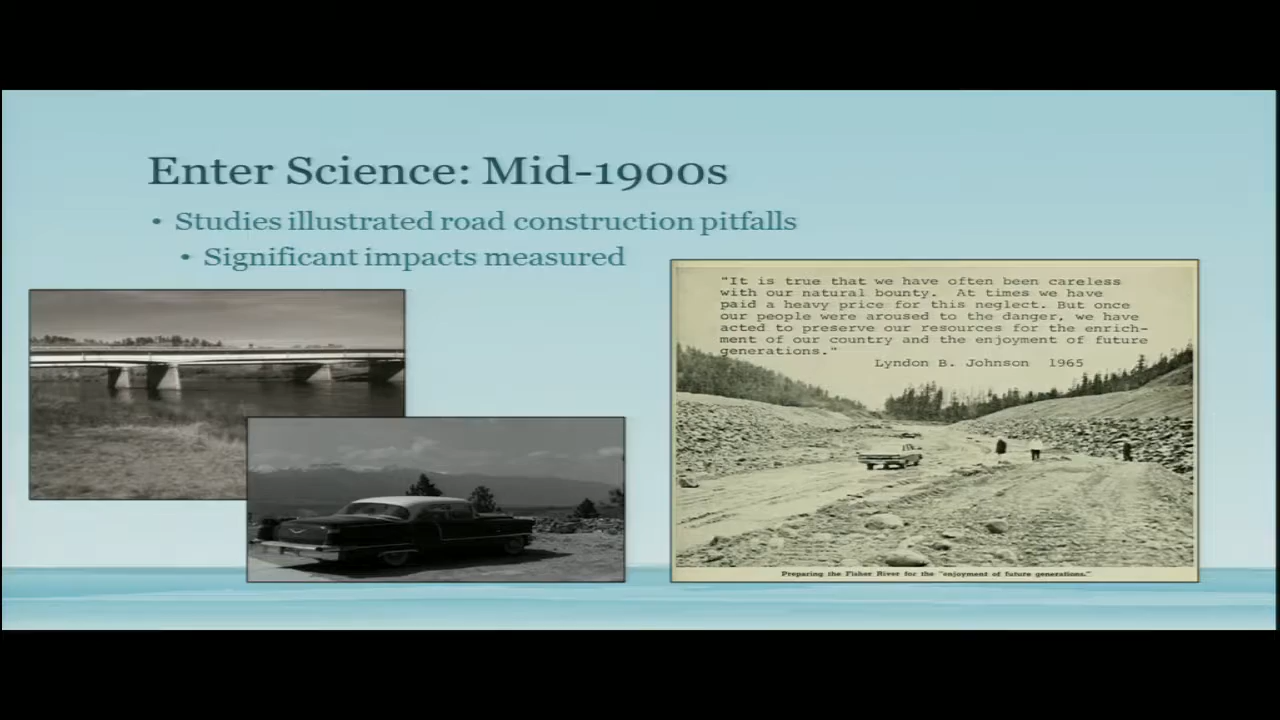 Enter Science: Mid-1900s
• Studies illustrated road construction pitfalls
• Significant impacts measured
"It is true that we have often been careless
with our natural bounty. At times we have
paid a heavy price for this neglect. But once
our people were aroused to the danger, we have
acted to preserve our resources for the enrich-
ment of our country and the enjoyment of future
generations."
Lyndon B. Johnson 1965
Preparing the Fisher River for the "enjoyment of future generations."